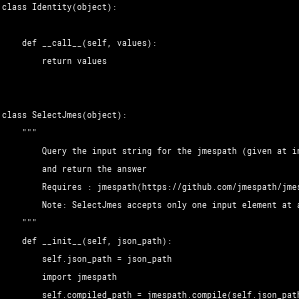 class Identity(object):
def __call__(self, values):
return values
class SelectJmes(object):
"""
Query the input string for the jmespath (given at
and return the answer
Requires : jmespath(https://github.com/jmespath/jmes
Note: SelectJmes accepts only one input element at a
"""
def __init__(self, json_path):
self.json_path = json_path
import jmespath
self.compiled_path = jmespath.compile(self.json_path